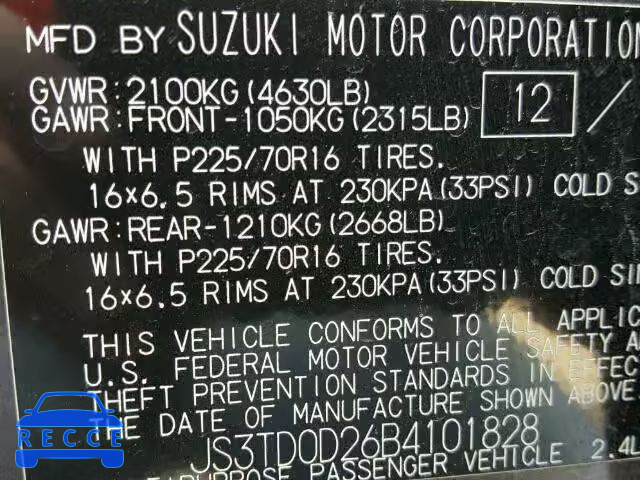 MFD BY SUZUKI MOTOR CORPORATION
GVWR:2100KG(4630LB)
GAWR:FRONT-1050KG(2315LB) 12 /
WITH P225/70R16 TIRES.
16×6.5 RIMS AT 230KPA(33PSI) COLD
GAWR:REAR-1210KG(2668LB)
WITH P225/70R16 TIRES.
16×6.5 RIMS AT 230KPA(33PSI) COLD
THIS VEHICLE CONFORMS TO ALL
U.S. FEDERAL MOTOR VEHICLE SAFETY
THEFT PREVENTION STANDARDS IN EFFECT
THE DATE OF MANUFACTURE SHOWN ABOVE
JS3TD0D26B4101828
PASSENGER VEHICLE 2.4L
RECCE